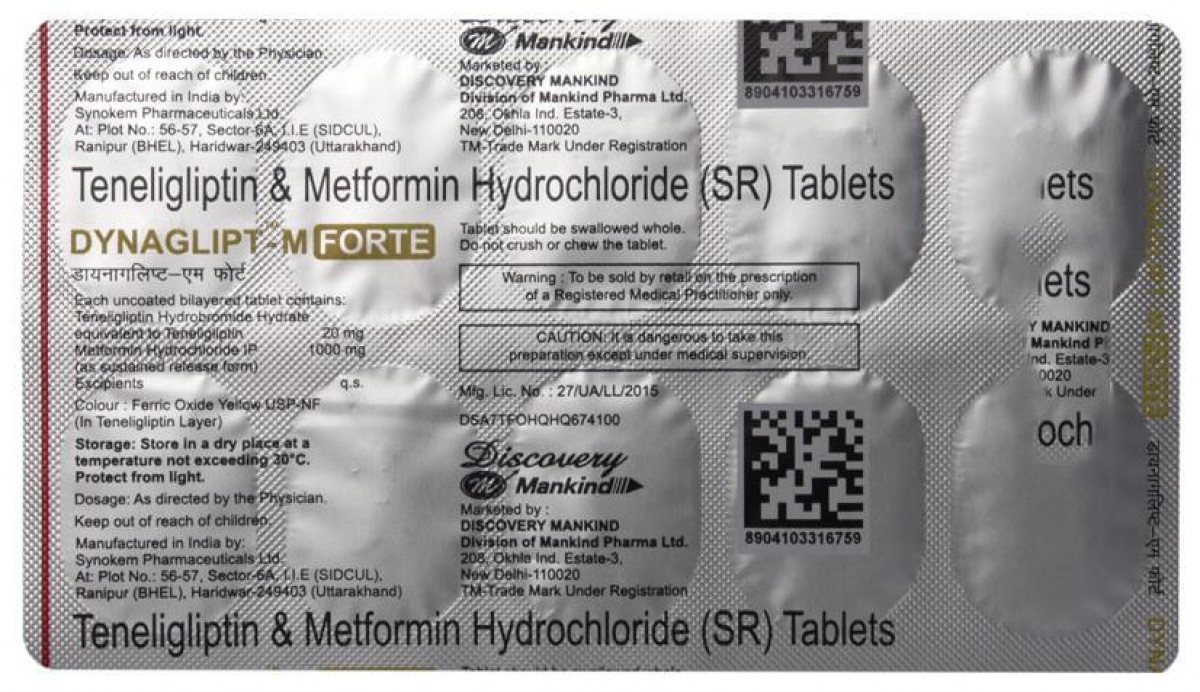 Protect from light.
Dosage: As directed by the Physician.
Keep out of reach of children.
Manufactured in India by:
Synokem Pharmaceuticals Ltd.
At: Plot No.: 56-57, Sector-6A, I.I.E (SIDCUL),
Ranipur (BHEL), Haridwar-249403 (Uttarakhand)
Discovery
Mankind
Marketed by :
DISCOVERY MANKIND
Division of Mankind Pharma Ltd.
208, Okhla Ind. Estate-3,
New Delhi-110020
TM-Trade Mark Under Registration
8904103316759
Teneligliptin & Metformin Hydrochloride (SR) Tablets
DYNAGLIPT™-M FORTE
डायनागलिप्ट-एम फोर्ट
Each uncoated bilayered tablet contains:
Teneligliptin Hydrobromide Hydrate
equivalent to Teneligliptin 20 mg
Metformin Hydrochloride IP 1000 mg
(as sustained release form)
Excipients q.s.
Colour : Ferric Oxide Yellow USP-NF
(In Teneligliptin Layer)
Storage: Store in a dry place at a
temperature not exceeding 30°C.
Protect from light.
Dosage: As directed by the Physician.
Keep out of reach of children.
Manufactured in India by:
Synokem Pharmaceuticals Ltd.
At: Plot No.: 56-57, Sector-6A, I.I.E (SIDCUL),
Ranipur (BHEL), Haridwar-249403 (Uttarakhand)
Tablet should be swallowed whole.
Do not crush or chew the tablet.
Warning : To be sold by retail on the prescription
of a Registered Medical Practitioner only.
CAUTION: It is dangerous to take this
preparation except under medical supervision.
Mfg. Lic. No. : 27/UA/LL/2015
DSA7TFOHQHQ674100
Discovery
Mankind
Marketed by :
DISCOVERY MANKIND
Division of Mankind Pharma Ltd.
208, Okhla Ind. Estate-3,
New Delhi-110020
TM-Trade Mark Under Registration
8904103316759
Teneligliptin & Metformin Hydrochloride (SR) Tablets
lets
lets
Y MANKIND
Mankind P
nd. Estate-3
0020
k Under
och